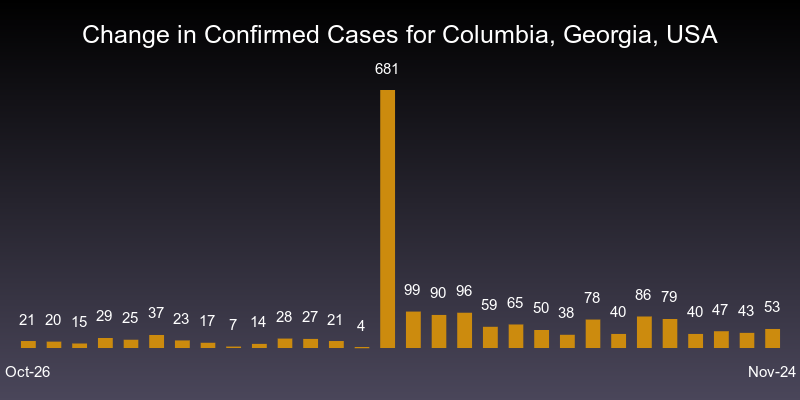 Change in Confirmed Cases for Columbia, Georgia, USA
681
99 90 96 59 65 50 38 78 40 86 79 40 47 43 53
21 20 15 29 25 37 23 17 7 14 28 27 21 4
Oct-26 Nov-24